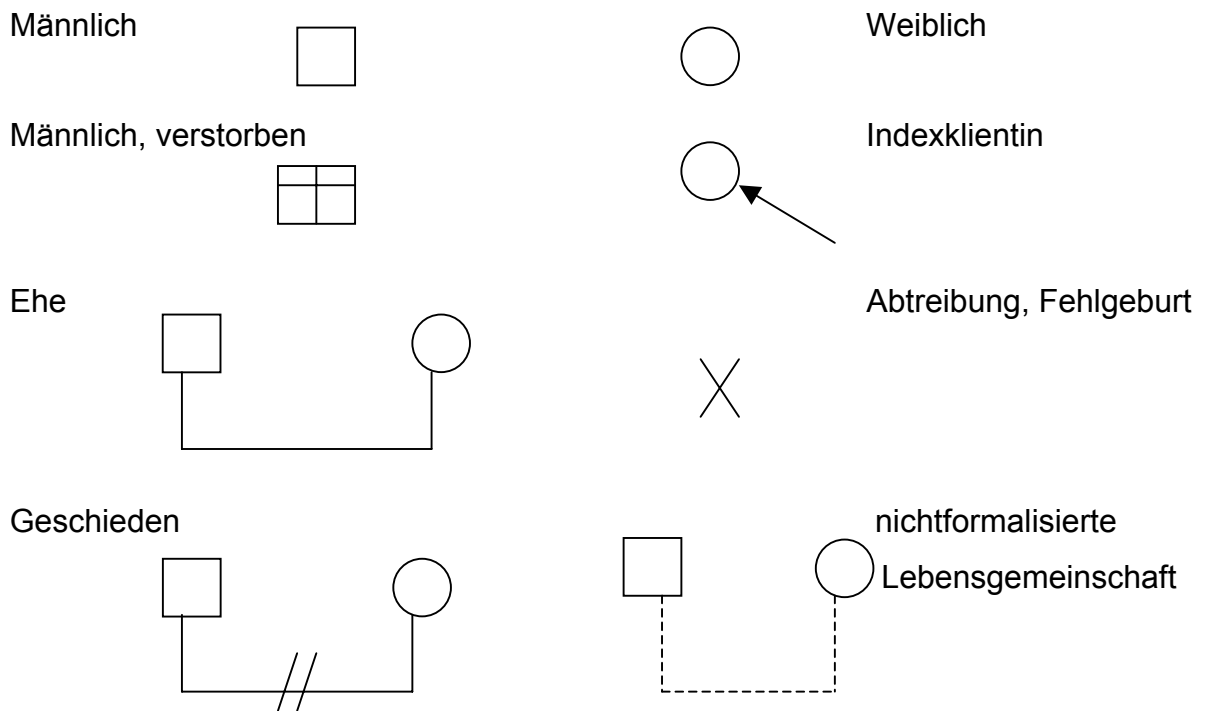 Männlich
Weiblich
Männlich, verstorben
Indexklientin
Ehe
Abtreibung, Fehlgeburt
Geschieden
nichtformalisierte
Lebensgemeinschaft